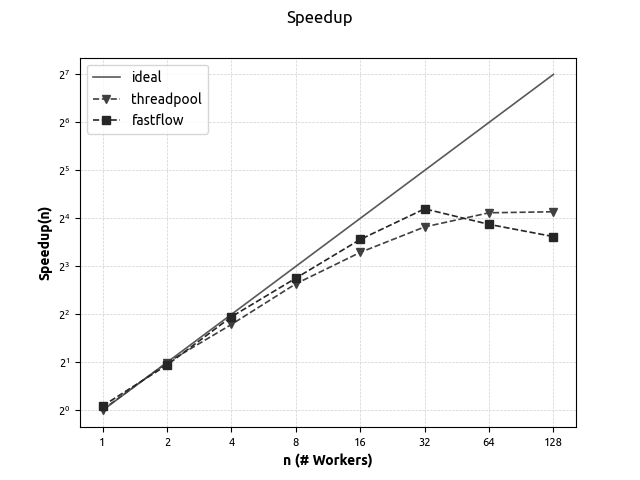 Speedup
ideal
threadpool
fastflow
2⁷
2⁶
2⁵
2⁴
2³
2²
2¹
2⁰
Speedup(n)
1 2 4 8 16 32 64 128
n (# Workers)